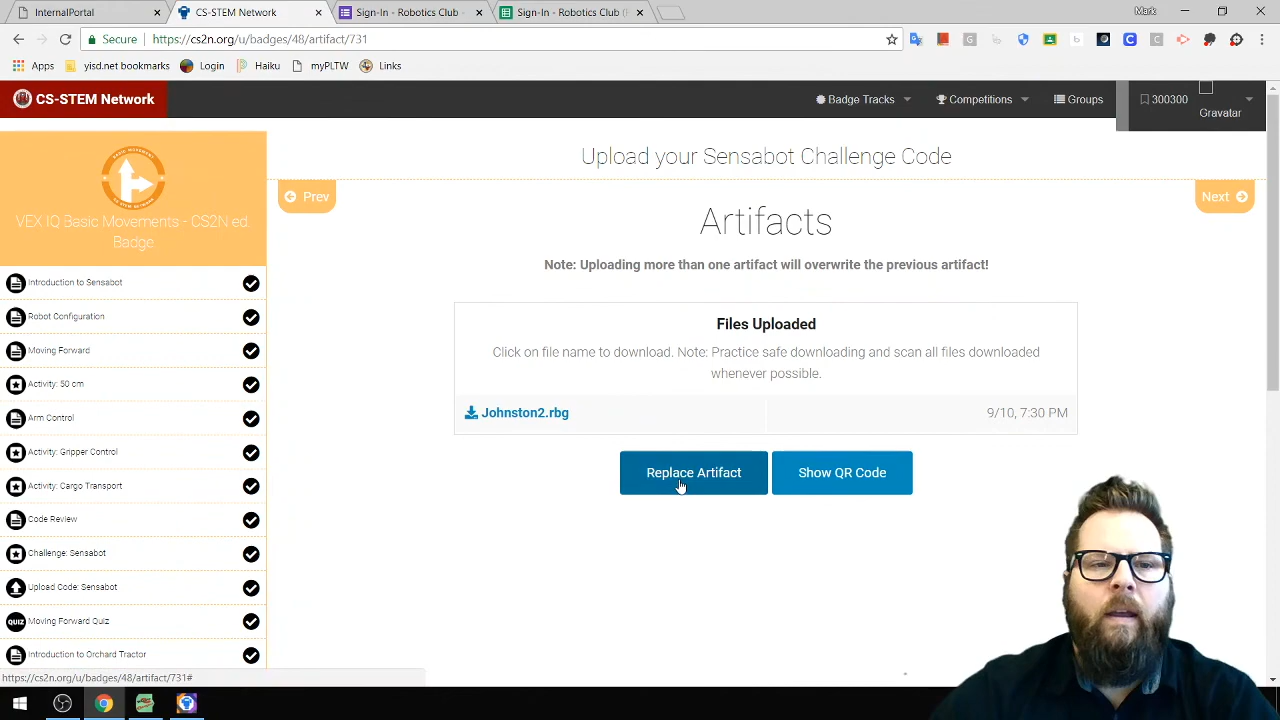 InternalPortal
CS-STEM Network
Sign-In - Robotics Club -
Sign-In - Robotics Club (
Mark
Secure
https://cs2n.org/u/badges/48/artifact/731
Apps
yisd.net bookmarks
Login
Haiku
myPLTW
Links
CS-STEM Network
Badge Tracks
Competitions
Groups
300300
Gravatar
VEX IQ Basic Movements - CS2N ed.
Badge
Introduction to Sensabot
Robot Configuration
Moving Forward
Activity: 50 cm
Arm Control
Activity: Gripper Control
Activity: Cargo Transport
Code Review
Challenge: Sensabot
Upload Code: Sensabot
QUIZ Moving Forward Quiz
Introduction to Orchard Tractor
https://cs2n.org/u/badges/48/artifact/731#
Upload your Sensabot Challenge Code
Prev
Next
Artifacts
Note: Uploading more than one artifact will overwrite the previous artifact!
Files Uploaded
Click on file name to download. Note: Practice safe downloading and scan all files downloaded
whenever possible.
Johnston2.rbg
9/10, 7:30 PM
Replace Artifact
Show QR Code